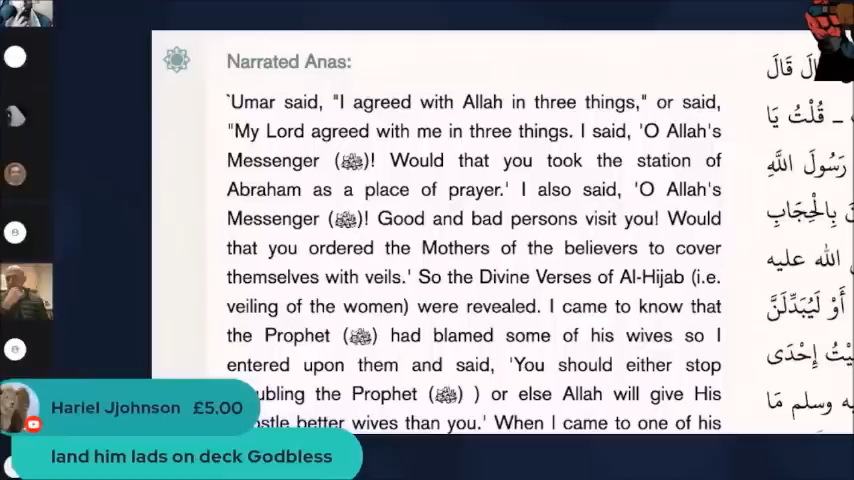 Narrated Anas:
`Umar said, "I agreed with Allah in three things," or said,
"My Lord agreed with me in three things. I said, 'O Allah's
Messenger (ﷺ)! Would that you took the station of
Abraham as a place of prayer.' I also said, 'O Allah's
Messenger (ﷺ)! Good and bad persons visit you! Would
that you ordered the Mothers of the believers to cover
themselves with veils.' So the Divine Verses of Al-Hijab (i.e.
veiling of the women) were revealed. I came to know that
the Prophet (ﷺ) had blamed some of his wives so I
entered upon them and said, 'You should either stop
ubling the Prophet (ﷺ) ) or else Allah will give His
stle better wives than you.' When I came to one of his
قَالَ
ـ قُلْتُ يَا
رَسُولَ اللَّهِ
بِالْحِجَابِ
الله عليه
أَوْ لَيُبَدِّلَنَّ
إِحْدَى
وسلم مَا
Harlel Jjohnson £5.00
land him lads on deck Godbless